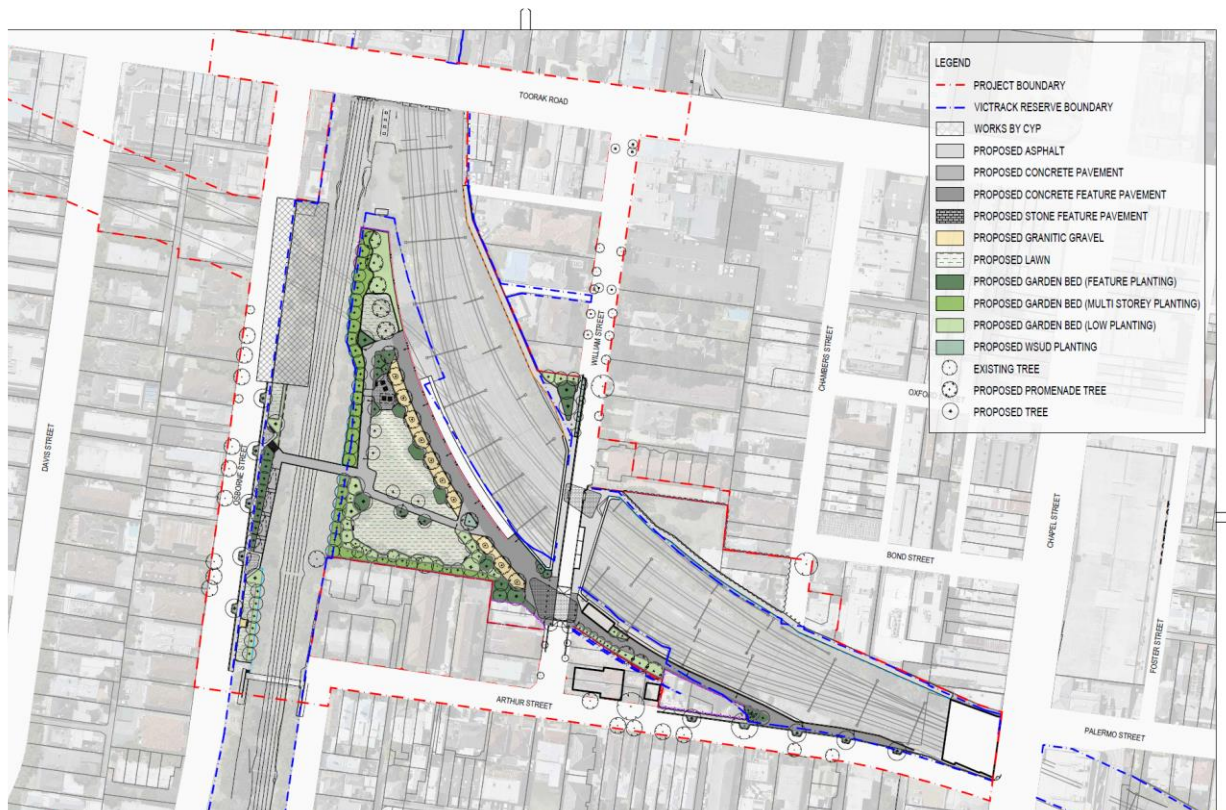 TOORAK ROAD
LEGEND
PROJECT BOUNDARY
VICTRACK RESERVE BOUNDARY
WORKS BY CYP
PROPOSED ASPHALT
PROPOSED CONCRETE PAVEMENT
PROPOSED CONCRETE FEATURE PAVEMENT
PROPOSED STONE FEATURE PAVEMENT
PROPOSED GRANITIC GRAVEL
PROPOSED LAWN
PROPOSED GARDEN BED (FEATURE PLANTING)
PROPOSED GARDEN BED (MULTI STOREY PLANTING)
PROPOSED GARDEN BED (LOW PLANTING)
PROPOSED WSUD PLANTING
EXISTING TREE
PROPOSED PROMENADE TREE
PROPOSED TREE
WILLIAM STREET
CHAMBERS STREET
OXFO
DAVIS STREET
OSBORNE STREET
CHAPEL STREET
BOND STREET
FOSTER STREET
ARTHUR STREET
PALERMO STREET